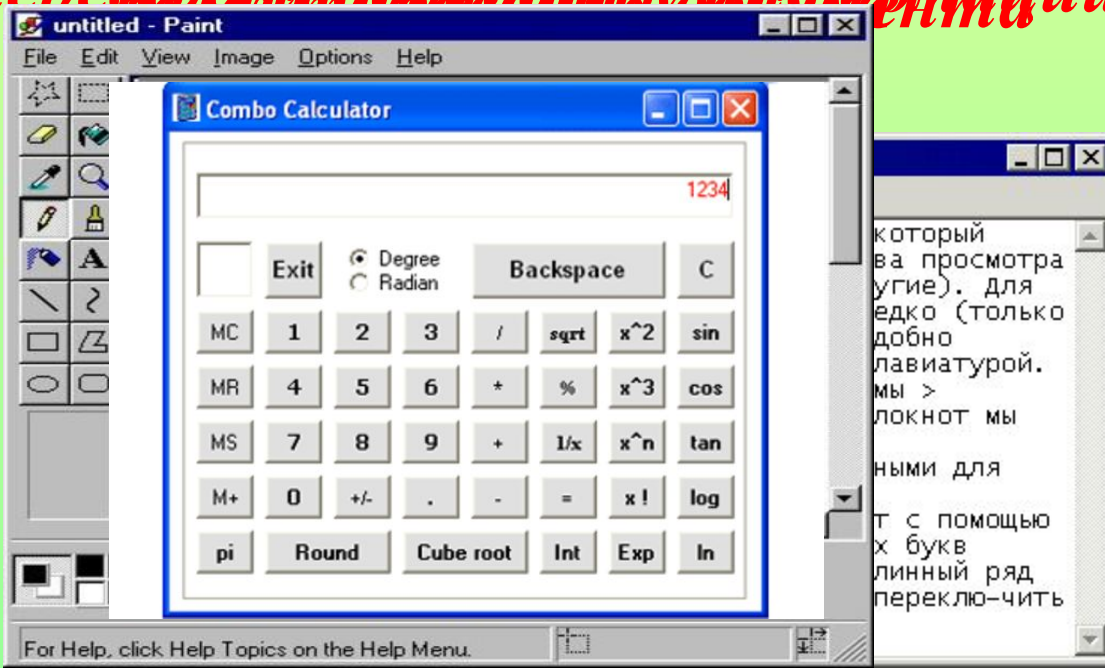 ента
untitled - Paint
File Edit View Image Options Help
Combo Calculator
1234
Exit Degree Backspace C
Radian
MC 1 2 3 / sqrt x^2 sin
MR 4 5 6 * % x^3 cos
MS 7 8 9 + 1/x x^n tan
M+ 0 +/- . - = x ! log
pi Round Cube root Int Exp ln
For Help, click Help Topics on the Help Menu.
который
ва просмотра
угие). Для
едко (только
добно
лавиатурой.
мы >
локнот мы
ными для
т с помощью
х букв
линный ряд
переклю-чить